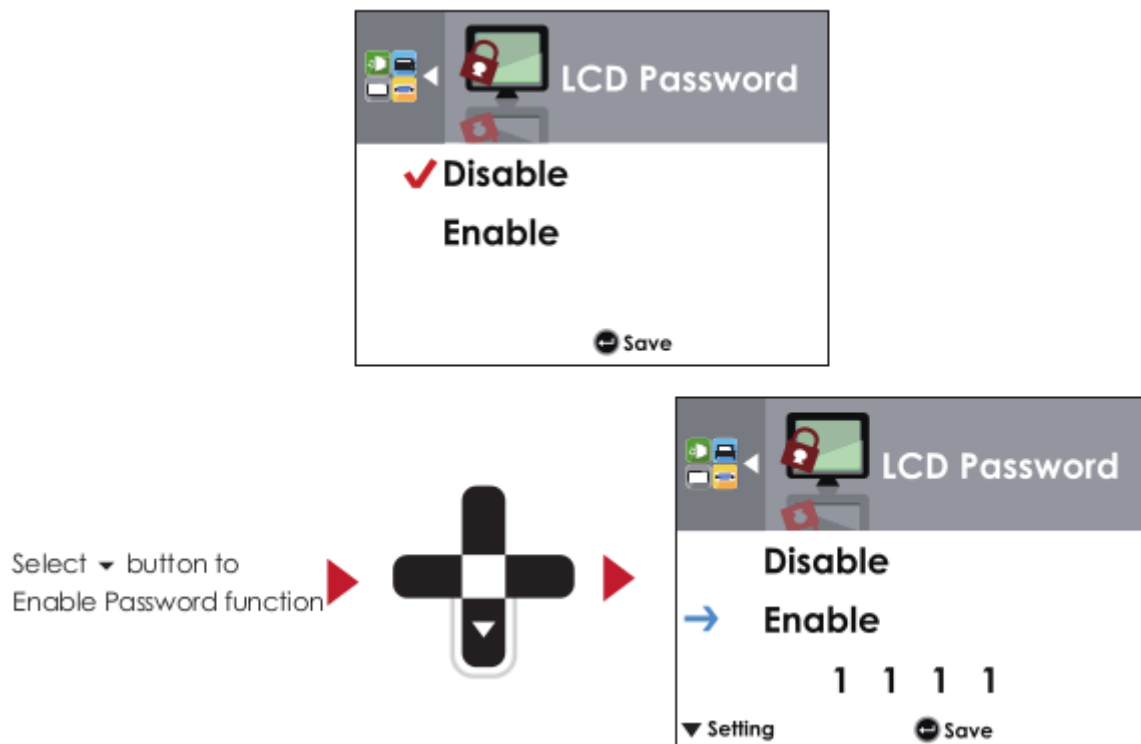 LCD Password
✓ Disable
Enable
Save
Select ▼ button to
Enable Password function
LCD Password
Disable
→ Enable
1 1 1 1
▼ Setting Save